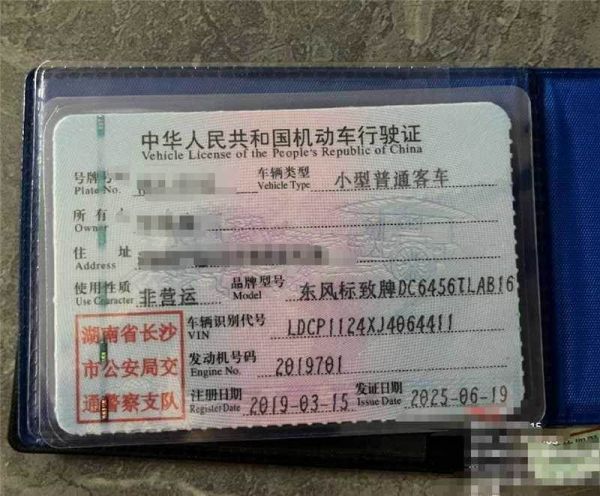 中华人民共和国机动车行驶证
Vehicle License of the People's Republic of China
号牌号
Plate No.
车辆类型
Vehicle Type
小型普通客车
所有
Owner
住 址
Address
使用性质
Use Character
非营运
品牌型号
Model
东风标致牌DC6456TLAB16
湖南省长沙
市公安局交
通警察支队
车辆识别代号
VIN
LDCP1124XJ4064411
发动机号码
Engine No.
2019701
注册日期
Register Date
2019-03-15
发证日期
Issue Date
2025-06-19